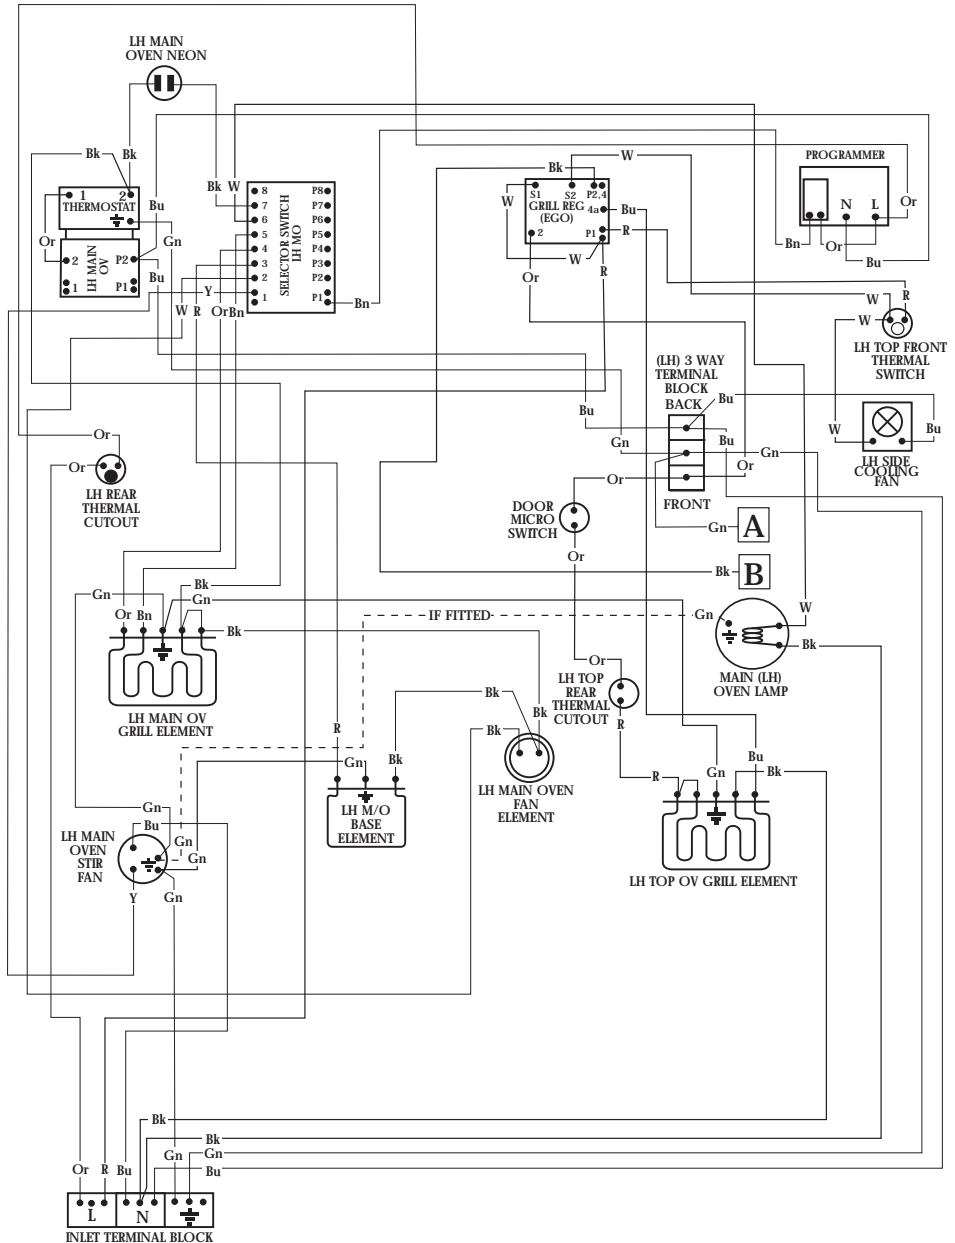 LH MAIN
OVEN NEON
Bk
Bk
Bk
W
Bu
Gn
Bu
Or
1
2
THERMOSTAT
2
1
LH MAIN
OV
P2
P1
8
7
6
5
4
3
2
1
SELECTOR SWITCH
LH MO
P8
P7
P6
P5
P4
P3
P2
P1
Y
W
R
Or
Bn
Bn
Bk
W
S1
S2
P2,4
GRILL REG
(EGO)
4a
2
P1
W
W
Bu
R
R
Or
PROGRAMMER
N
L
Bn
Or
Bu
Or
W
R
W
LH TOP FRONT
THERMAL
SWITCH
(LH) 3 WAY
TERMINAL
BLOCK
BACK
Bu
Bu
Bu
Gn
Gn
Or
Or
FRONT
W
Bu
LH SIDE
COOLING
FAN
Or
Or
LH REAR
THERMAL
CUTOUT
DOOR
MICRO
SWITCH
Or
Gn
A
Bk
B
Gn
Bk
Gn
Or
Bn
Bk
IF FITTED
Gn
W
Bk
MAIN (LH)
OVEN LAMP
LH MAIN OV
GRILL ELEMENT
Or
LH TOP
REAR
THERMAL
CUTOUT
R
R
Gn
Bu
Bk
LH TOP OV GRILL ELEMENT
Bk
Bk
Bk
LH MAIN OVEN
FAN
ELEMENT
R
Gn
Bk
LH M/O
BASE
ELEMENT
Gn
Bu
Gn
Gn
LH MAIN
OVEN
STIR
FAN
Y
Gn
Bk
Bk
Gn
Gn
Bu
Or
R
Bu
L
N
INLET TERMINAL BLOCK